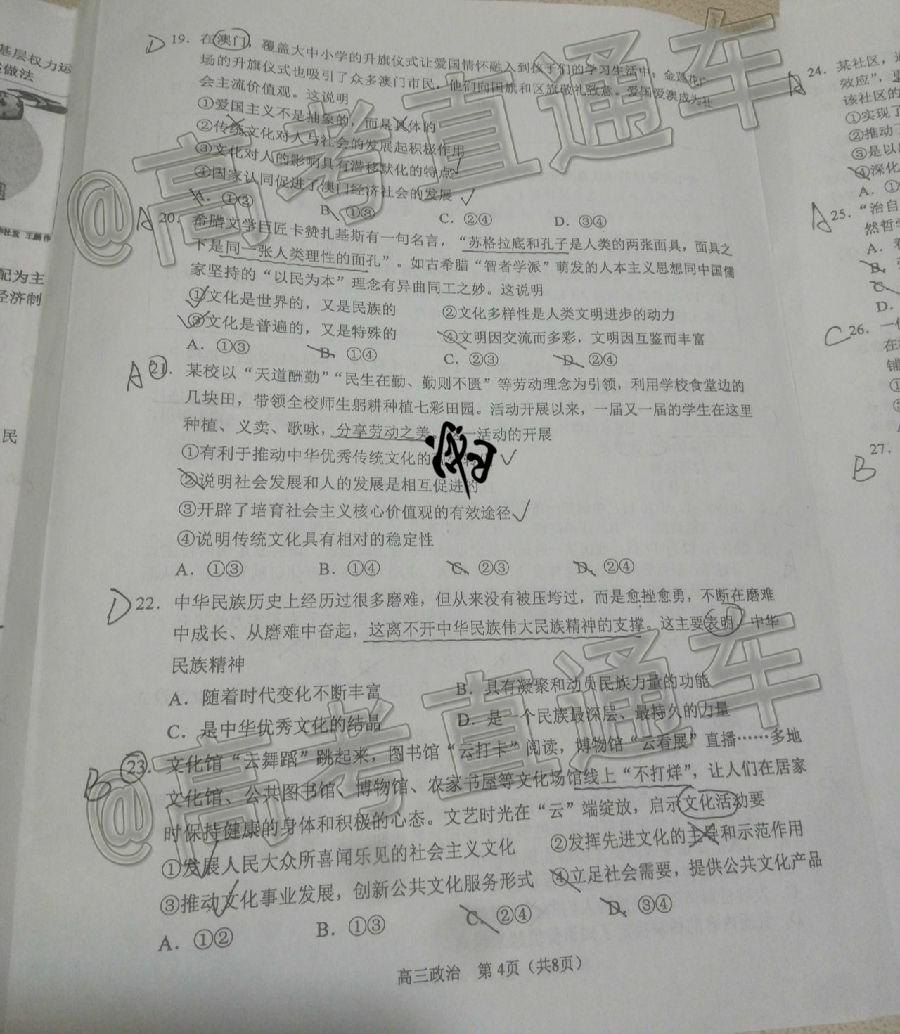 基层权力运
做法
配为主
经济制
民
D 19. 在澳门，覆盖大中小学的升旗仪式让爱国情怀融入到孩子们的学习生活中；金莲花广
场的升旗仪式也吸引了众多澳门市民，他们向国旗和区旗敬礼致意。爱国爱澳成为社
会主流价值观。这说明
①爱国主义不是抽象的，而是具体的
②传统文化对人与社会的发展起积极作用
③文化对人的影响具有潜移默化的特点
④国家认同促进了澳门经济社会的发展
A. ①② B. ①③ C. ②④ D. ③④
A 20. 希腊文学巨匠卡赞扎基斯有一句名言，“苏格拉底和孔子是人类的两张面具，面具之
下是同一张人类理性的面孔”。如古希腊“智者学派”萌发的人本主义思想同中国儒
家坚持的“以民为本”理念有异曲同工之妙。这说明
①文化是世界的，又是民族的 ②文化多样性是人类文明进步的动力
③文化是普遍的，又是特殊的 ④文明因交流而多彩，文明因互鉴而丰富
A. ①③ B. ①④ C. ②③ D. ②④
A 21. 某校以“天道酬勤”“民生在勤、勤则不匮”等劳动理念为引领，利用学校食堂边的
几块田，带领全校师生躬耕种植七彩田园。活动开展以来，一届又一届的学生在这里
种植、义卖、歌咏，分享劳动之美 一活动的开展
①有利于推动中华优秀传统文化的
②说明社会发展和人的发展是相互促进的
③开辟了培育社会主义核心价值观的有效途径
④说明传统文化具有相对的稳定性
A. ①③ B. ①④ C. ②③ D. ②④
D 22. 中华民族历史上经历过很多磨难，但从来没有被压垮过，而是愈挫愈勇，不断在磨难
中成长、从磨难中奋起，这离不开中华民族伟大民族精神的支撑。这主要表明，中华
民族精神
A. 随着时代变化不断丰富 B. 具有凝聚和动员民族力量的功能
C. 是中华优秀文化的结晶 D. 是一个民族最深层、最持久的力量
B 23. 文化馆“云舞蹈”跳起来，图书馆“云打卡”阅读，博物馆“云看展”直播……多地
文化馆、公共图书馆、博物馆、农家书屋等文化场馆线上“不打烊”，让人们在居家
时保持健康的身体和积极的心态。文艺时光在“云”端绽放，启示文化活动要
①发展人民大众所喜闻乐见的社会主义文化 ②发挥先进文化的主导和示范作用
③推动文化事业发展，创新公共文化服务形式 ④立足社会需要，提供公共文化产品
A. ①② B. ①③ C. ②④ D. ③④
高三政治 第4页（共8页）
A 24. 某社区，
效应”，
该社区的
①实现了
②推动
③是以
④深化
A. ①
A 25. “治自
然哲
A.
B.
C.
D.
C 26. 一
在
铺
B 27.
@高考直通车
@高考直通车